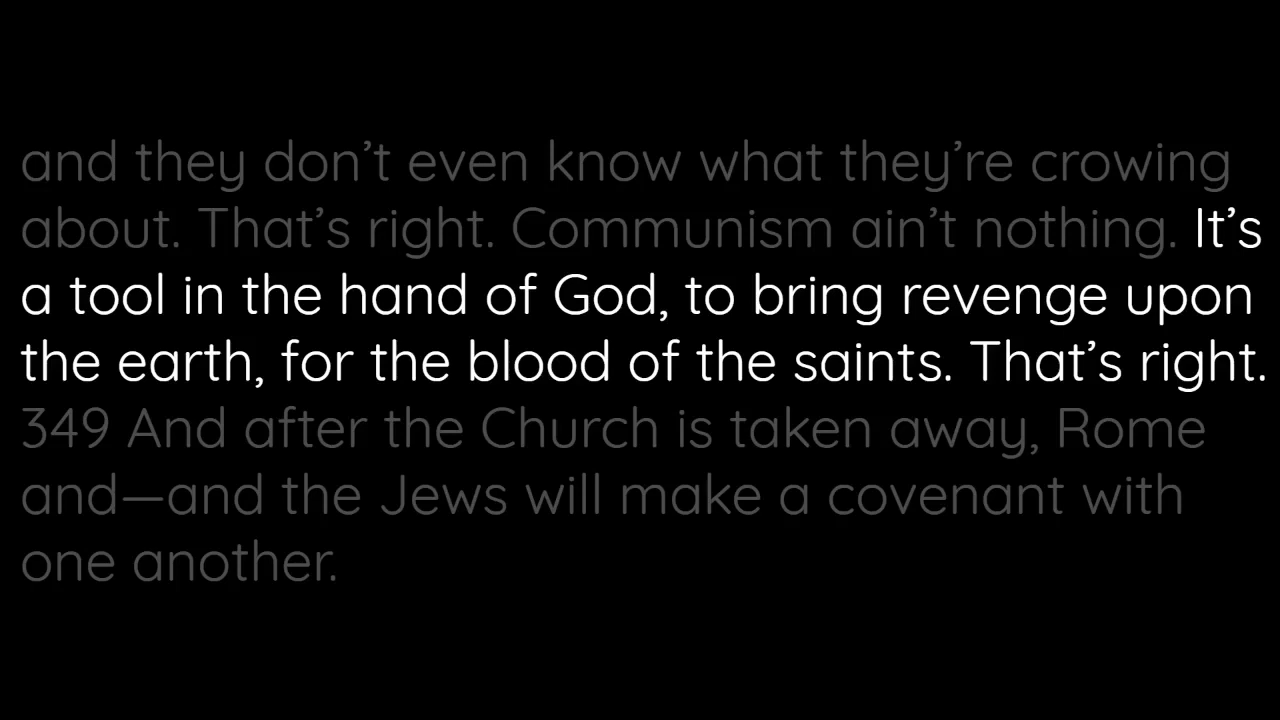 and they don’t even know what they’re crowing
about. That’s right. Communism ain’t nothing. It’s
a tool in the hand of God, to bring revenge upon
the earth, for the blood of the saints. That’s right.
349 And after the Church is taken away, Rome
and—and the Jews will make a covenant with
one another.